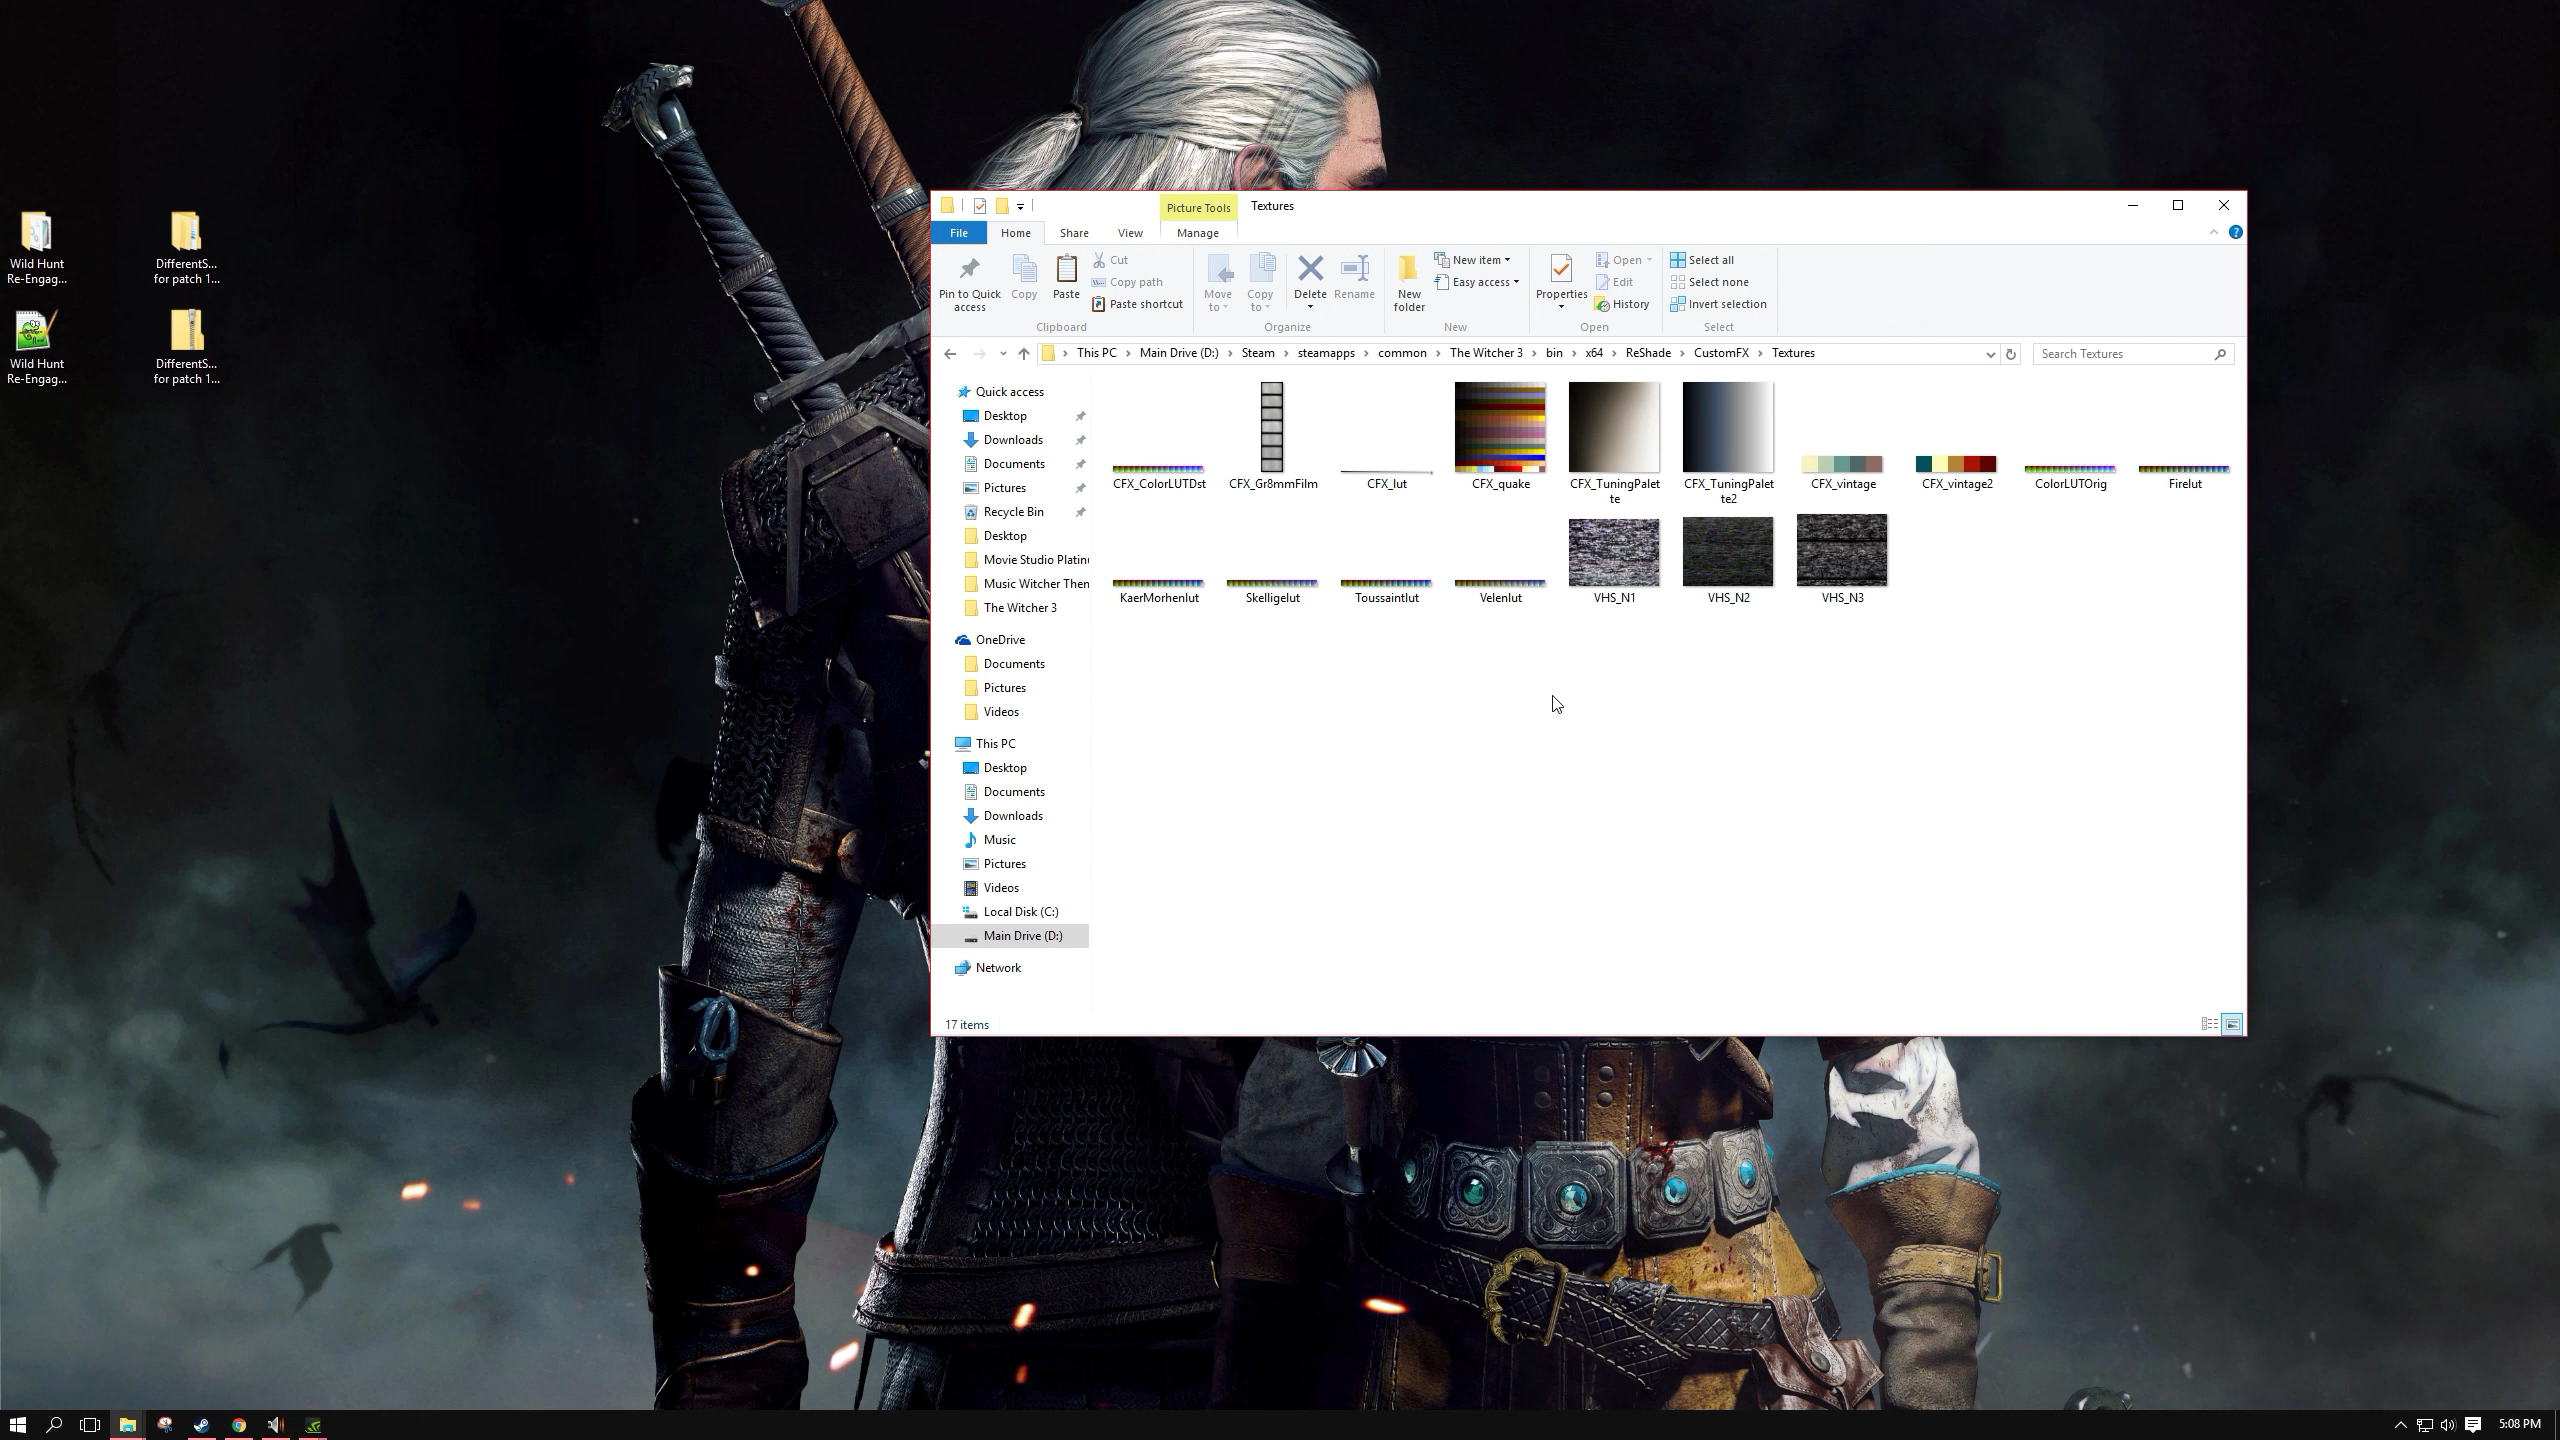 Wild Hunt
Re-Engag...
DifferentS...
for patch 1...
Wild Hunt
Re-Engag...
DifferentS...
for patch 1...
Picture Tools
Textures
File
Home
Share
View
Manage
Pin to Quick
access
Copy
Paste
Cut
Copy path
Paste shortcut
Clipboard
Move
to
Copy
to
Delete
Rename
Organize
New
folder
New item
Easy access
New
Properties
Open
Edit
History
Open
Select all
Select none
Invert selection
Select
This PC > Main Drive (D:) > Steam > steamapps > common > The Witcher 3 > bin > x64 > ReShade > CustomFX > Textures
Search Textures
Quick access
Desktop
Downloads
Documents
Pictures
Recycle Bin
Desktop
Movie Studio Platinu
Music Witcher Then
The Witcher 3
OneDrive
Documents
Pictures
Videos
This PC
Desktop
Documents
Downloads
Music
Pictures
Videos
Local Disk (C:)
Main Drive (D:)
Network
CFX_ColorLUTDst
CFX_Gr8mmFilm
CFX_lut
CFX_quake
CFX_TuningPalet
te
CFX_TuningPalet
te2
CFX_vintage
CFX_vintage2
ColorLUTOrig
Firelut
KaerMorhenlut
Skelligelut
Toussaintlut
Velenlut
VHS_N1
VHS_N2
VHS_N3
17 items
5:08 PM